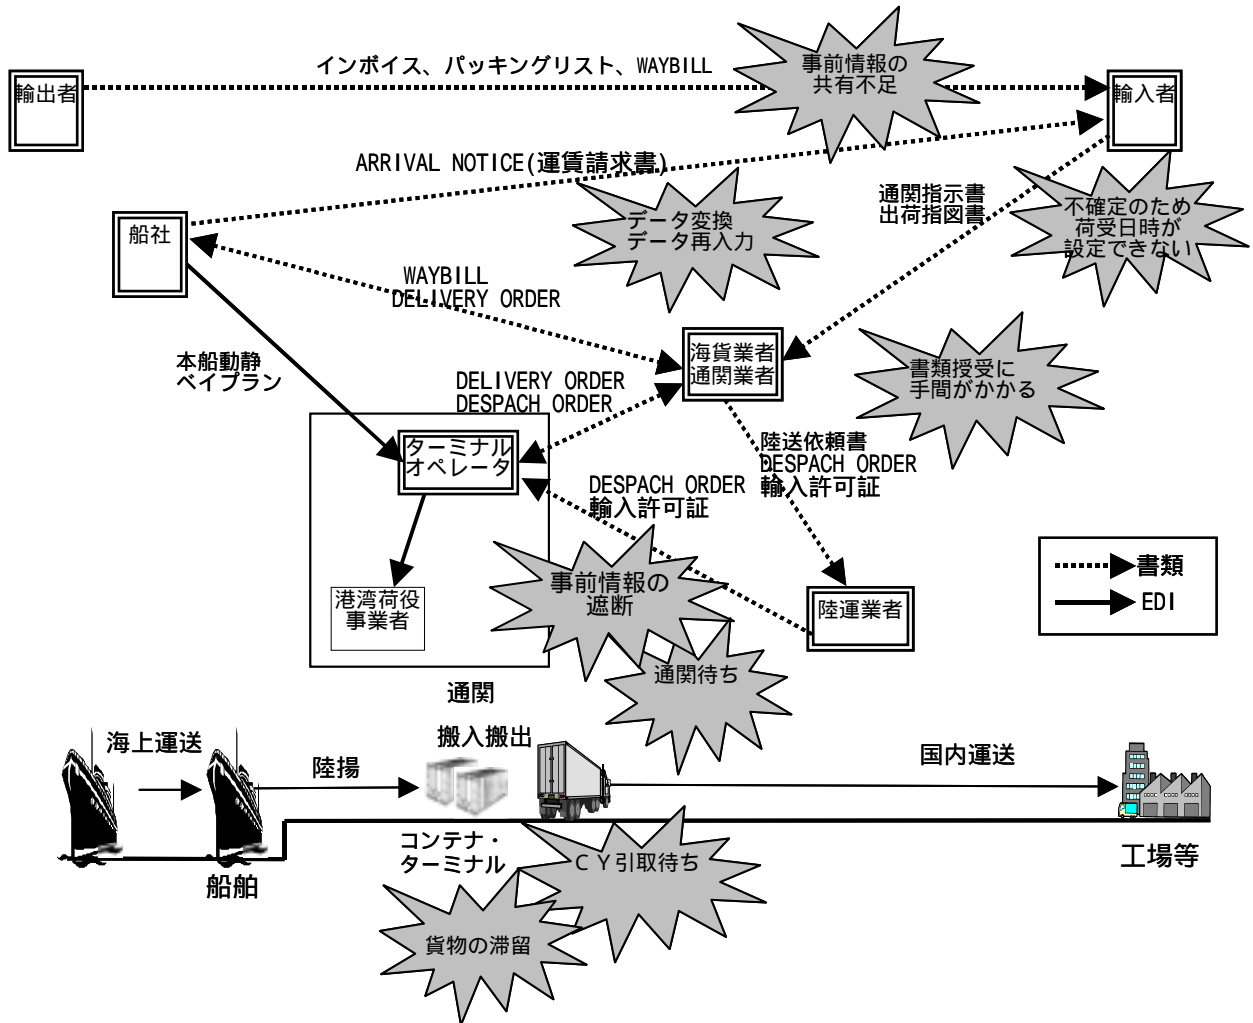 インボイス、パッキングリスト、WAYBILL
事前情報の
共有不足
輸出者
輸入者
ARRIVAL NOTICE(運賃請求書)
通関指示書
出荷指図書
不確定のため
荷受日時が
設定できない
データ変換
データ再入力
船社
WAYBILL
DELIVERY ORDER
海貨業者
通関業者
書類授受に
手間がかかる
本船動静
ベイプラン
DELIVERY ORDER
DESPACH ORDER
ターミナル
オペレータ
陸送依頼書
DESPACH ORDER
輸入許可証
DESPACH ORDER
輸入許可証
書類
EDI
事前情報の
遮断
港湾荷役
事業者
陸運業者
通関待ち
通関
海上運送
陸揚
搬入搬出
国内運送
コンテナ・
ターミナル
船舶
ＣＹ引取待ち
工場等
貨物の滞留